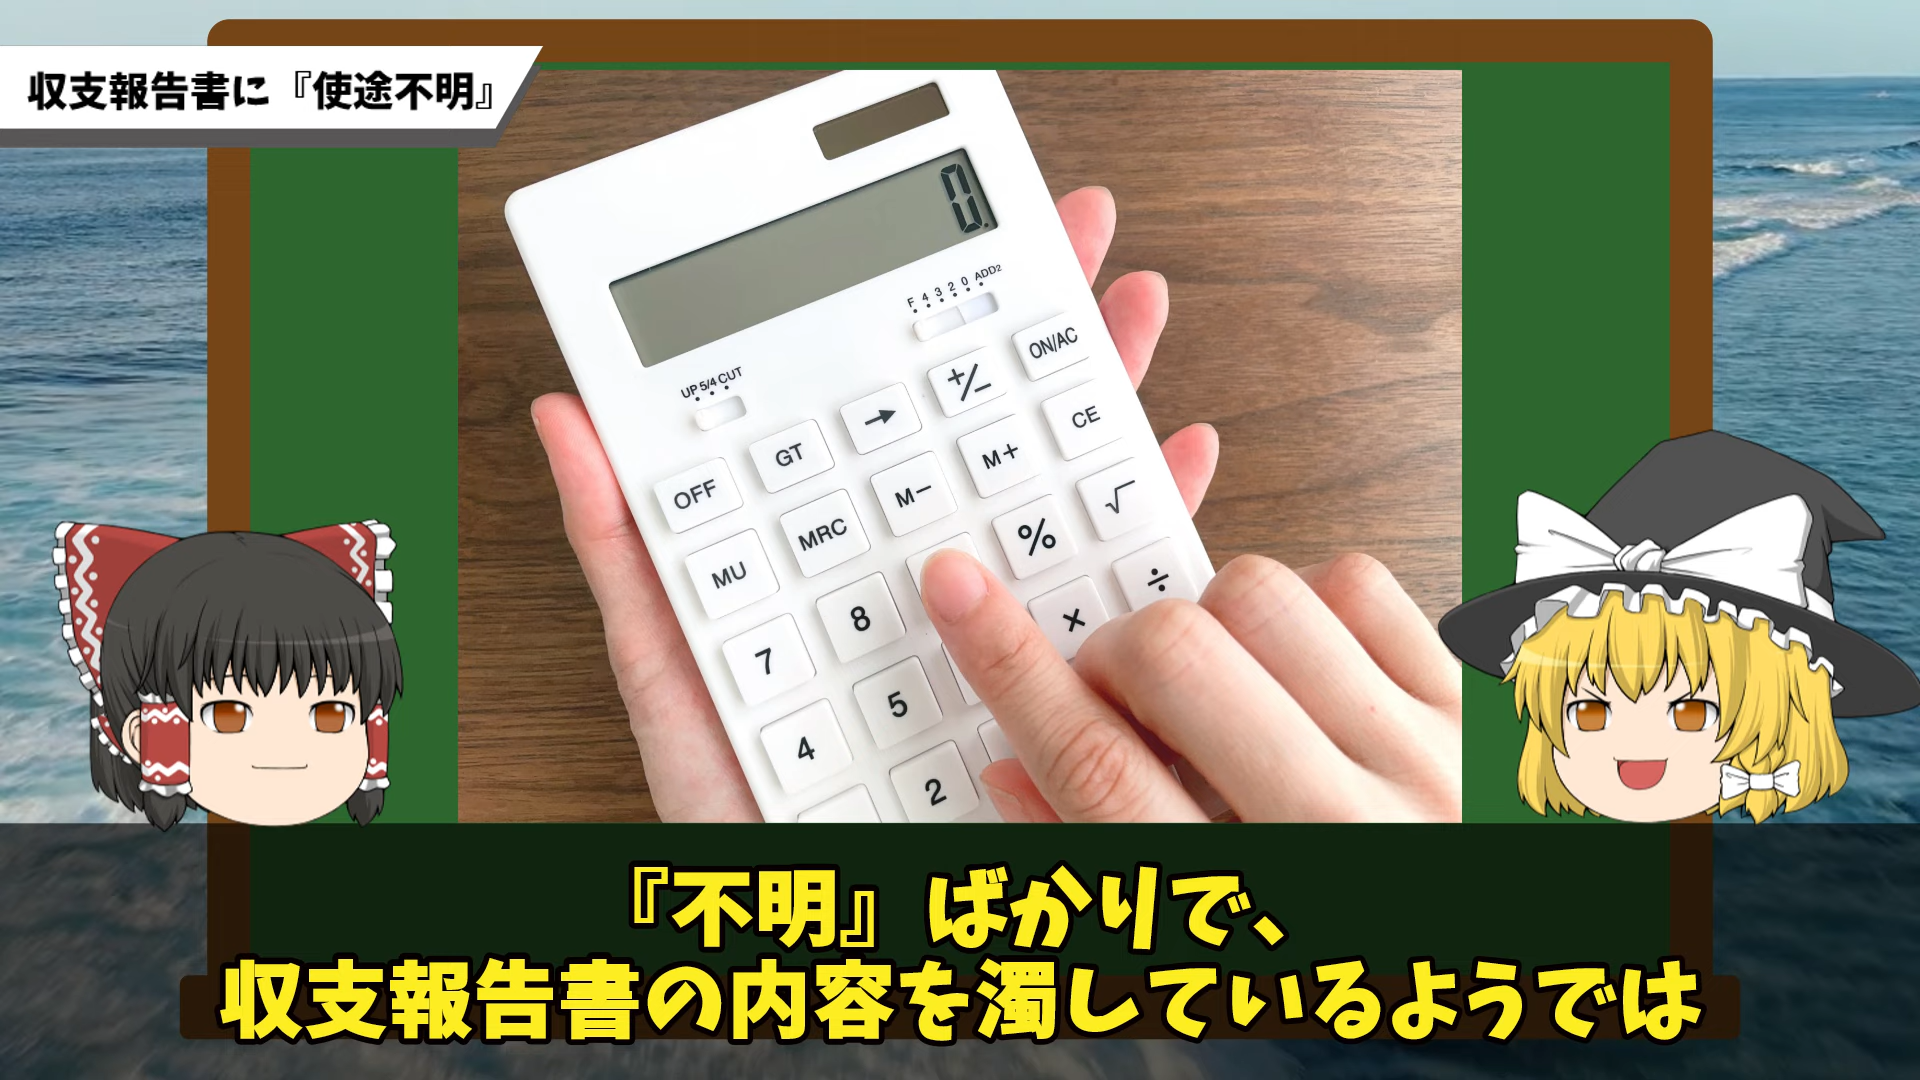 収支報告書に『使途不明』
0.
F 4 3 2 0 ADD2
UP 5/4 CUT
ON/AC
+/−
→
GT
OFF
CE
M+
M−
MRC
MU
√
%
8
7
÷
×
5
4
2
『不明』ばかりで、
収支報告書の内容を濁しているようでは